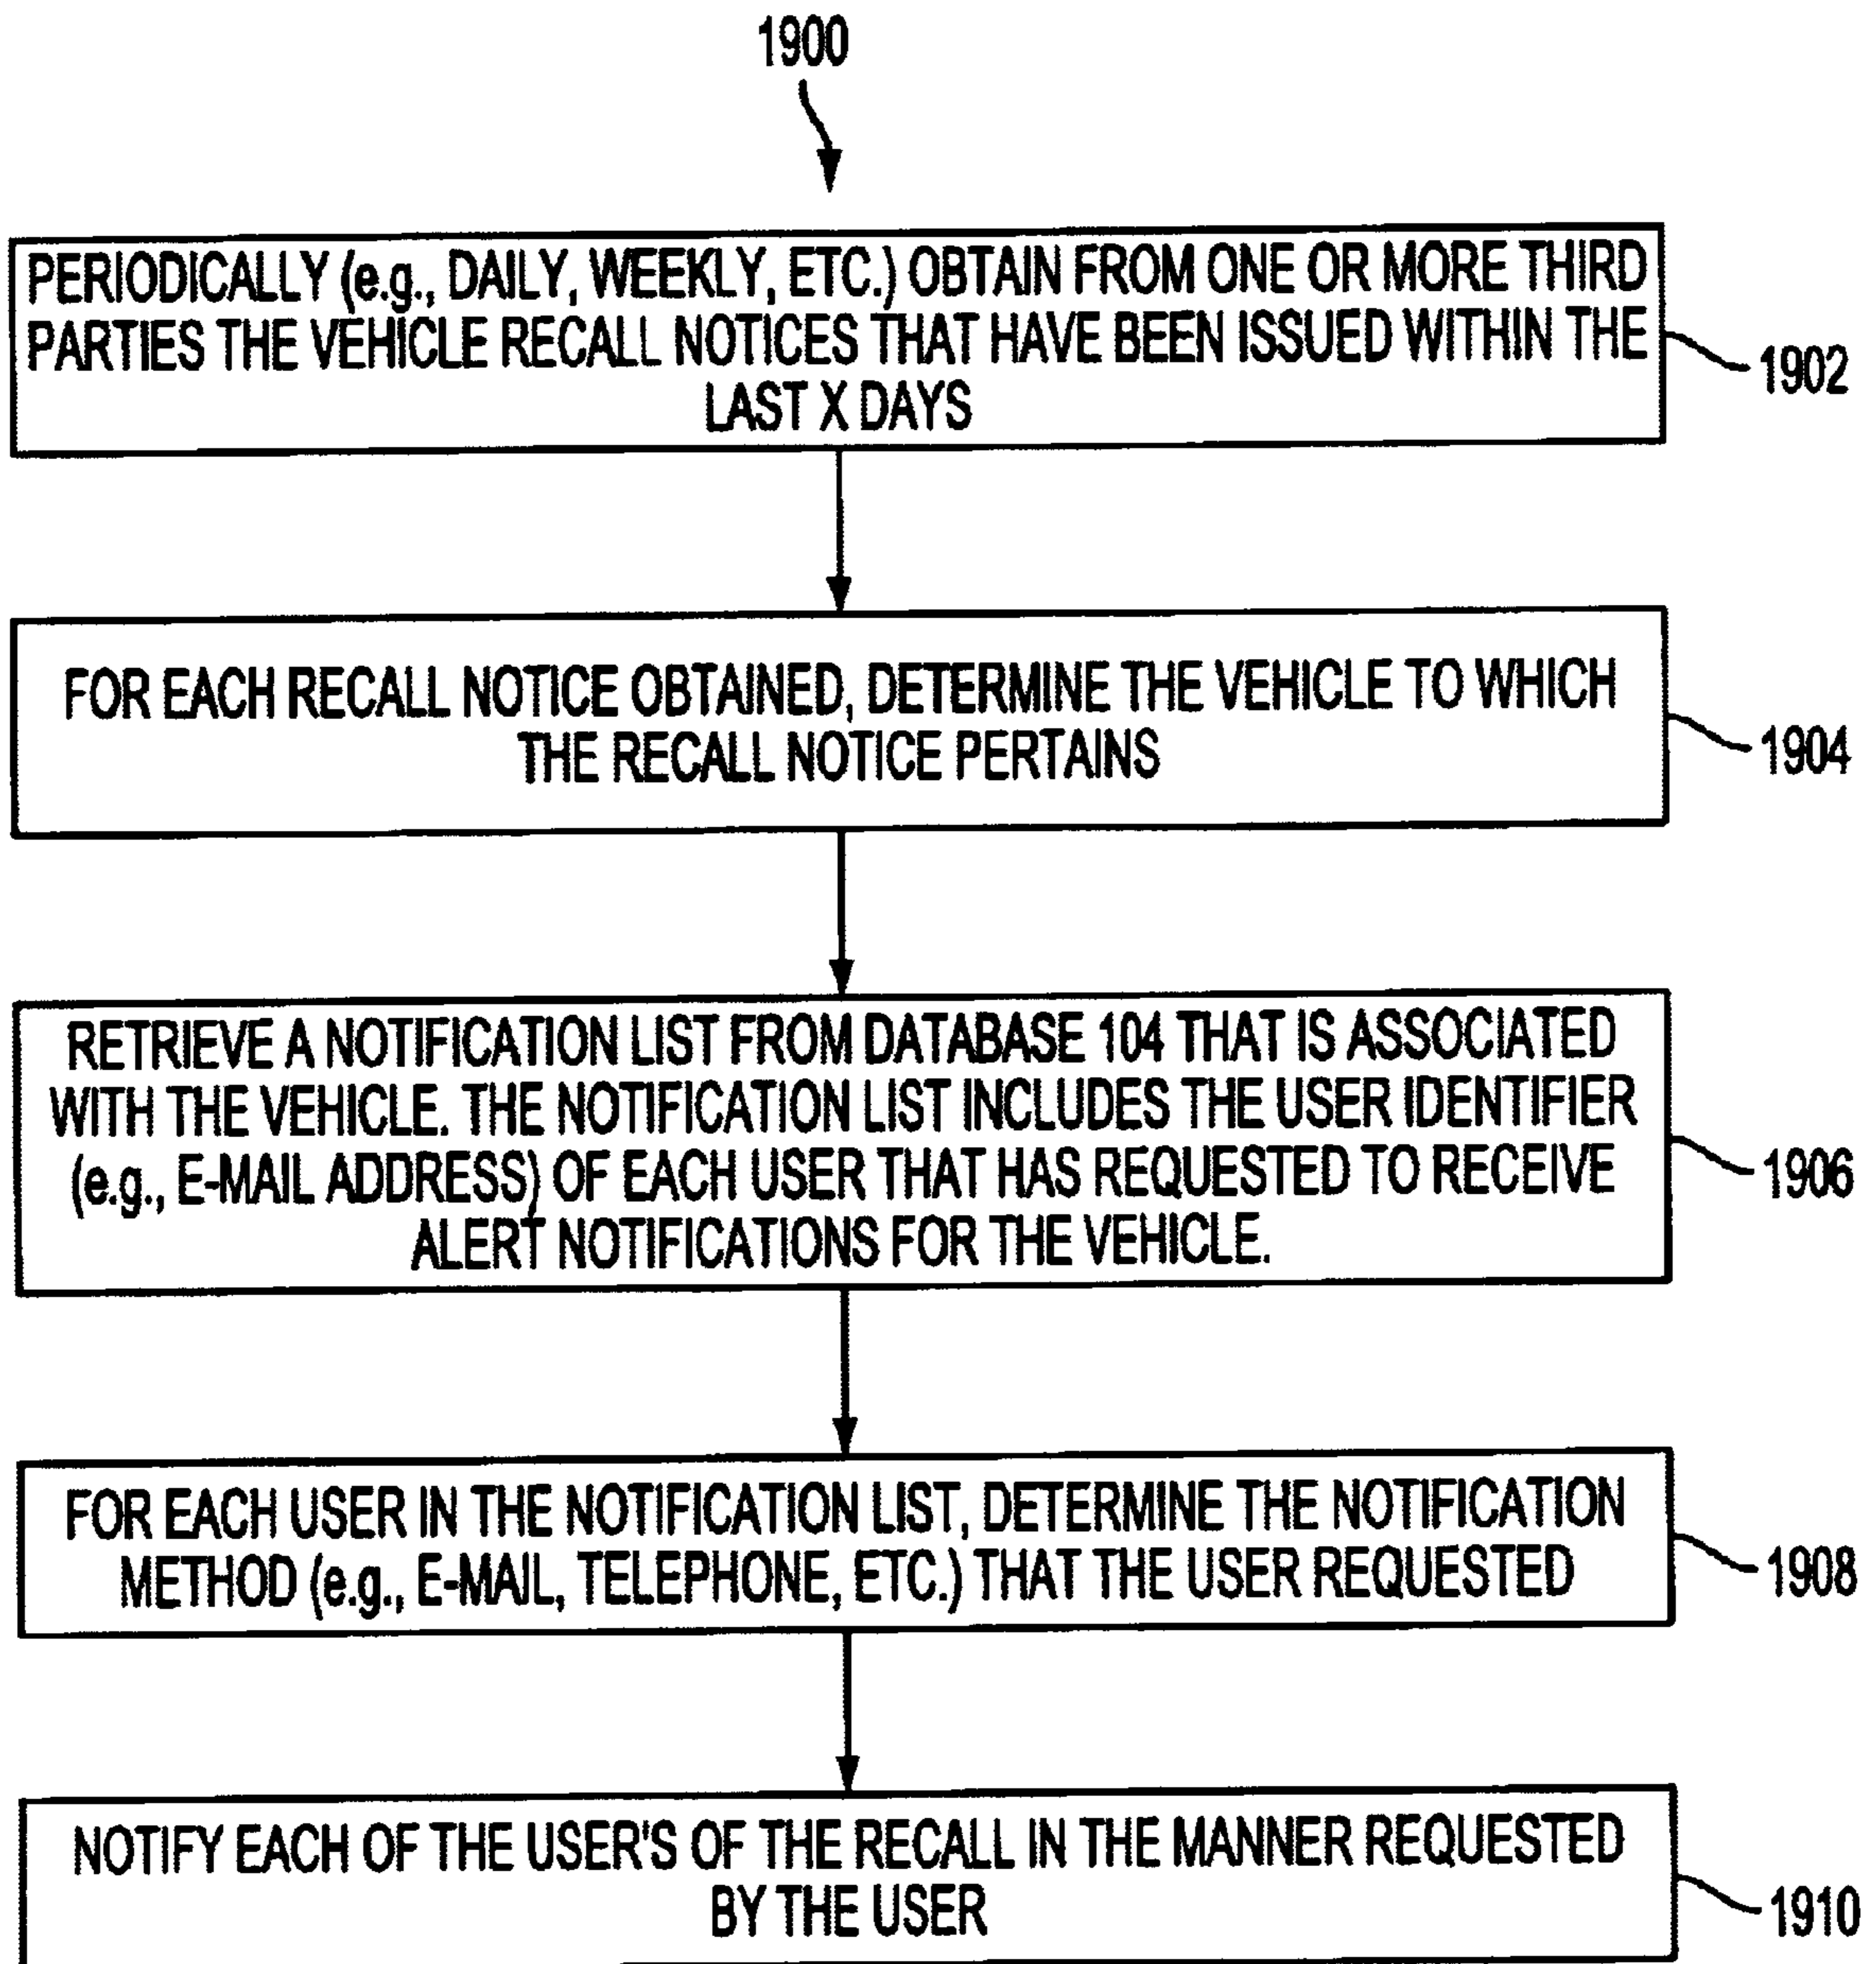 1900
PERIODICALLY (e.g., DAILY, WEEKLY, ETC.) OBTAIN FROM ONE OR MORE THIRD
PARTIES THE VEHICLE RECALL NOTICES THAT HAVE BEEN ISSUED WITHIN THE
LAST X DAYS
1902
FOR EACH RECALL NOTICE OBTAINED, DETERMINE THE VEHICLE TO WHICH
THE RECALL NOTICE PERTAINS
1904
RETRIEVE A NOTIFICATION LIST FROM DATABASE 104 THAT IS ASSOCIATED
WITH THE VEHICLE. THE NOTIFICATION LIST INCLUDES THE USER IDENTIFIER
(e.g., E-MAIL ADDRESS) OF EACH USER THAT HAS REQUESTED TO RECEIVE
ALERT NOTIFICATIONS FOR THE VEHICLE.
1906
FOR EACH USER IN THE NOTIFICATION LIST, DETERMINE THE NOTIFICATION
METHOD (e.g., E-MAIL, TELEPHONE, ETC.) THAT THE USER REQUESTED
1908
NOTIFY EACH OF THE USER'S OF THE RECALL IN THE MANNER REQUESTED
BY THE USER
1910